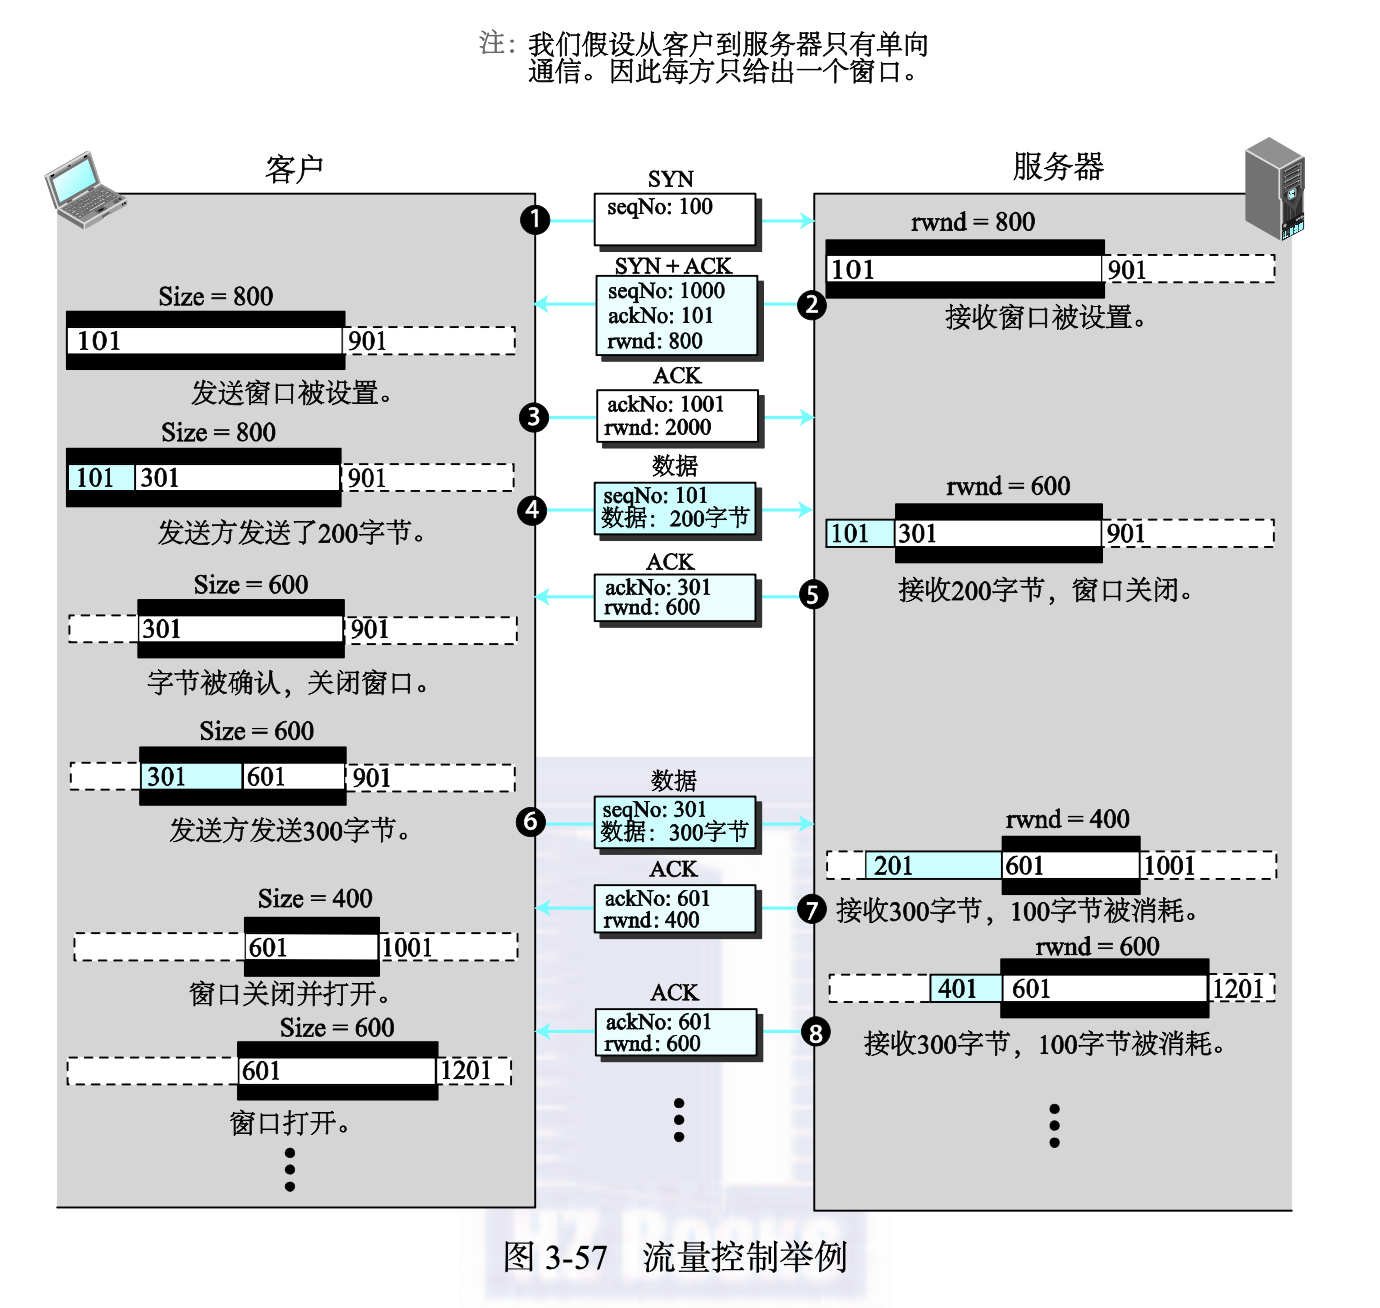 注：我们假设从客户到服务器只有单向
通信。因此每方只给出一个窗口。
客户
服务器
SYN
1
seqNo: 100
rwnd = 800
101
901
接收窗口被设置。
SYN + ACK
2
seqNo: 1000
ackNo: 101
rwnd: 800
Size = 800
101
901
发送窗口被设置。
ACK
3
ackNo: 1001
rwnd: 2000
Size = 800
101
301
901
发送方发送了200字节。
数据
4
seqNo: 101
数据：200字节
rwnd = 600
101
301
901
接收200字节，窗口关闭。
ACK
5
ackNo: 301
rwnd: 600
Size = 600
301
901
字节被确认，关闭窗口。
Size = 600
301
601
901
发送方发送300字节。
数据
6
seqNo: 301
数据：300字节
rwnd = 400
201
601
1001
接收300字节，100字节被消耗。
ACK
7
ackNo: 601
rwnd: 400
Size = 400
601
1001
窗口关闭并打开。
rwnd = 600
401
601
1201
接收300字节，100字节被消耗。
ACK
8
ackNo: 601
rwnd: 600
Size = 600
601
1201
窗口打开。
HZ Books
图 3-57 流量控制举例